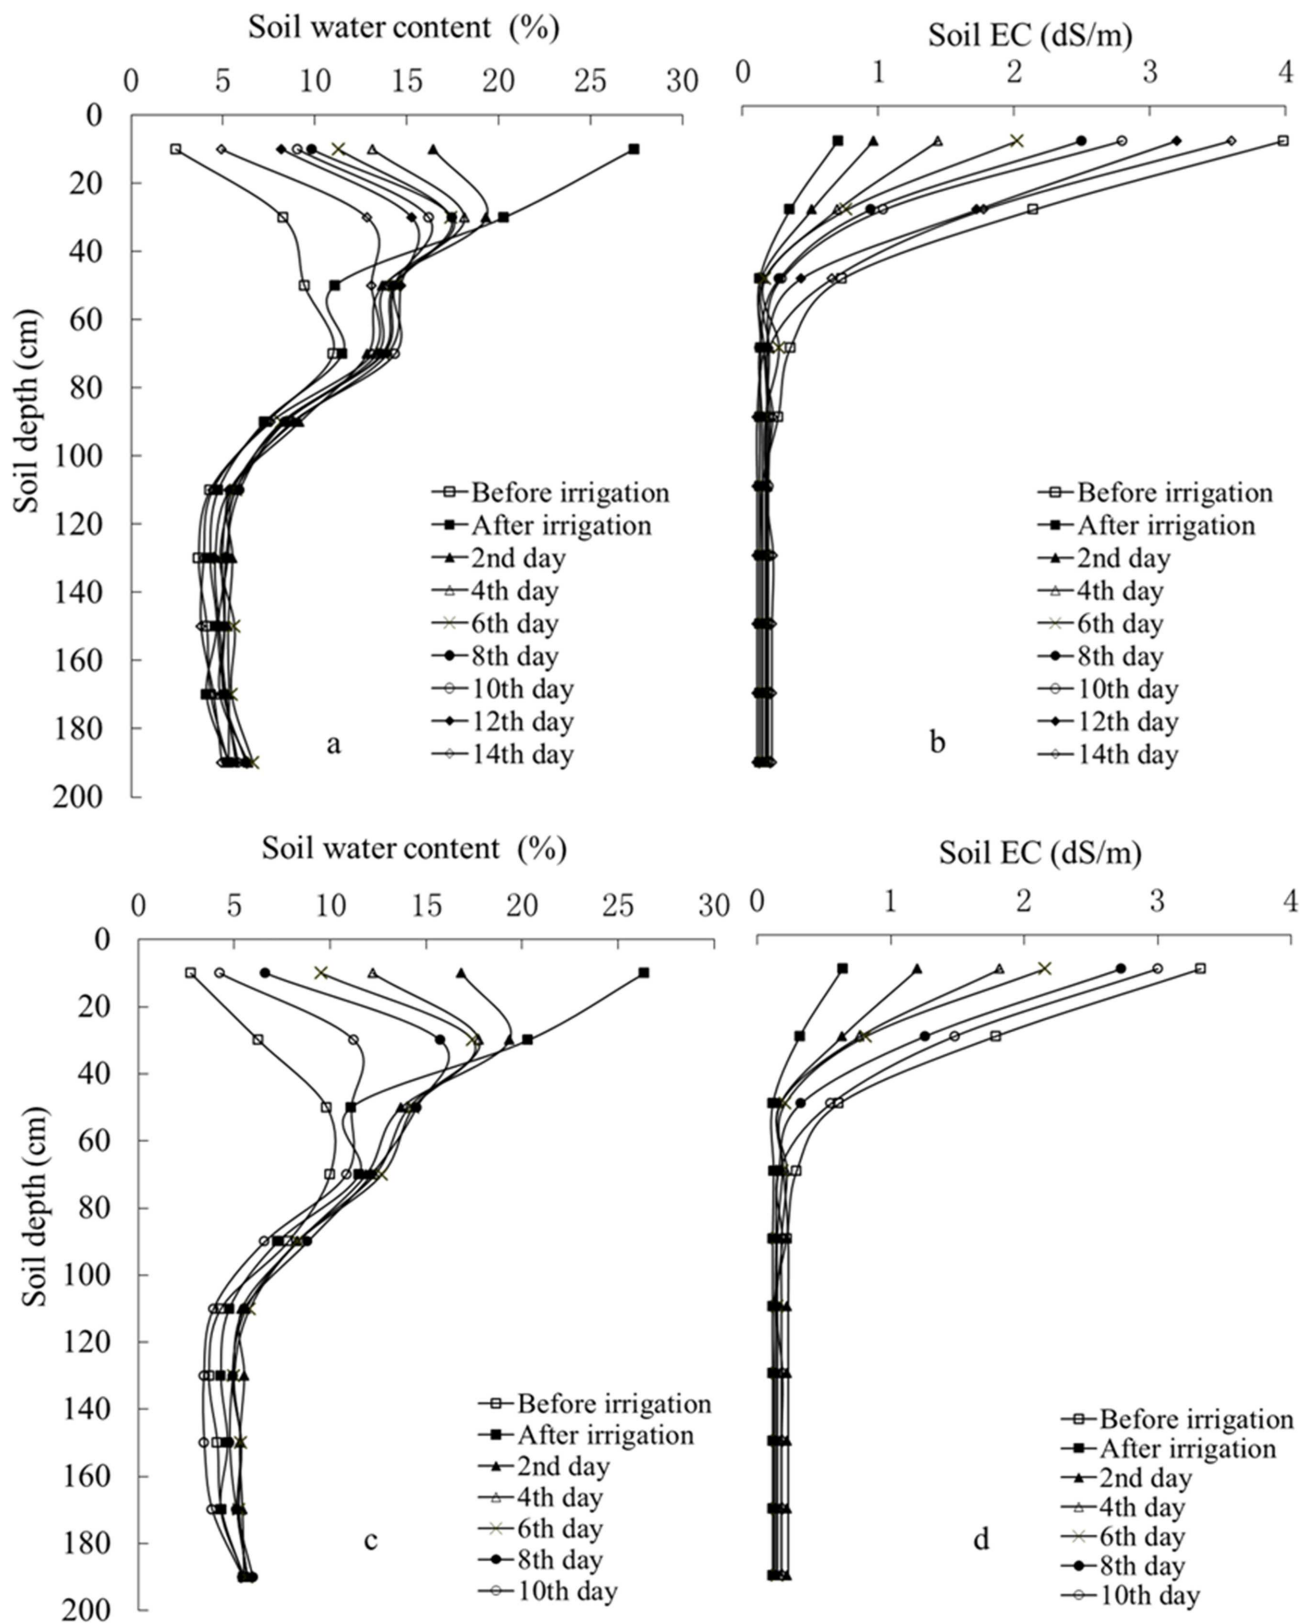 Soil water content (%)
0 5 10 15 20 25 30
Soil depth (cm)
0
20
40
60
80
100
120
140
160
180
200
Before irrigation
After irrigation
2nd day
4th day
6th day
8th day
10th day
12th day
14th day
a
Soil EC (dS/m)
0 1 2 3 4
Before irrigation
After irrigation
2nd day
4th day
6th day
8th day
10th day
12th day
14th day
b
Soil water content (%)
0 5 10 15 20 25 30
Soil depth (cm)
0
20
40
60
80
100
120
140
160
180
200
Before irrigation
After irrigation
2nd day
4th day
6th day
8th day
10th day
c
Soil EC (dS/m)
0 1 2 3 4
Before irrigation
After irrigation
2nd day
4th day
6th day
8th day
10th day
d